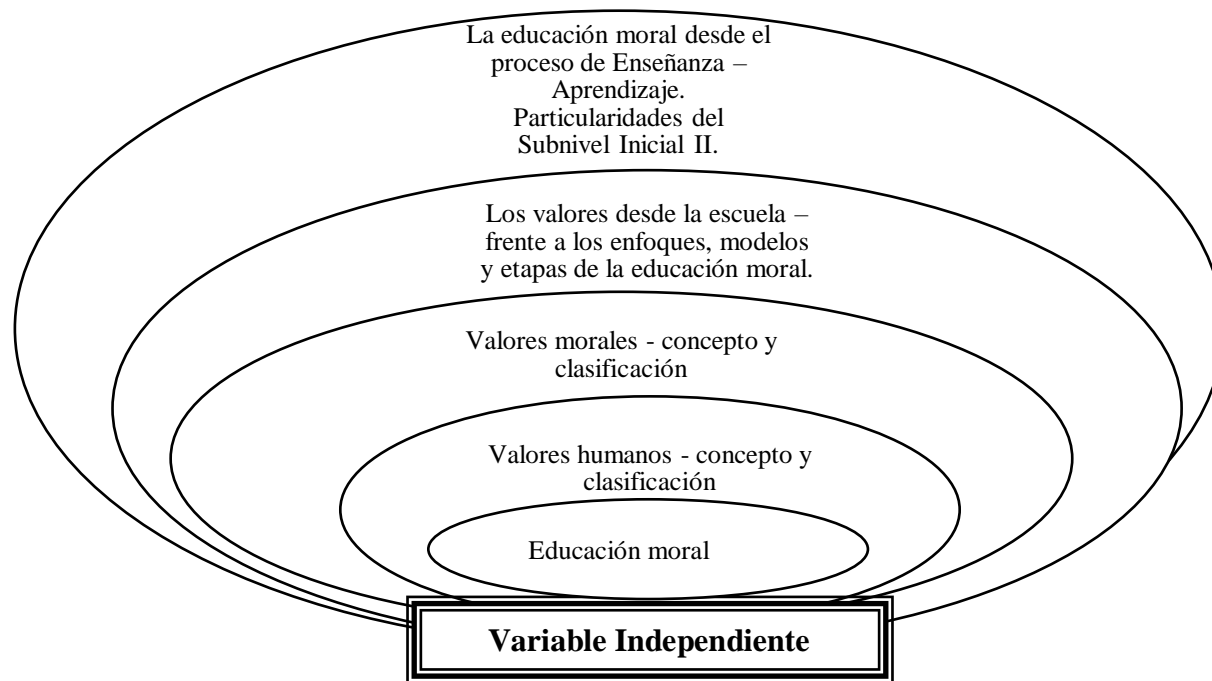 La educación moral desde el
proceso de Enseñanza –
Aprendizaje.
Particularidades del
Subnivel Inicial II.
Los valores desde la escuela –
frente a los enfoques, modelos
y etapas de la educación moral.
Valores morales - concepto y
clasificación
Valores humanos - concepto y
clasificación
Educación moral
Variable Independiente